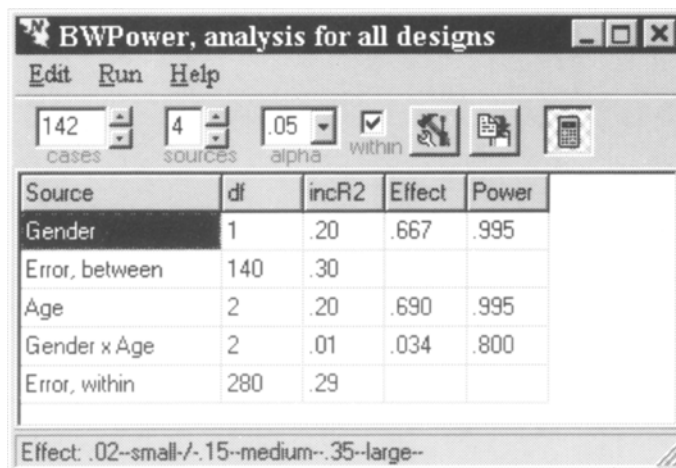 BWPower, analysis for all designs
Edit Run Help
142 4 .05
cases sources alpha within
Source df incR2 Effect Power
Gender 1 .20 .667 .995
Error, between 140 .30
Age 2 .20 .690 .995
Gender x Age 2 .01 .034 .800
Error, within 280 .29
Effect: .02--small-/-.15--medium--.35--large--